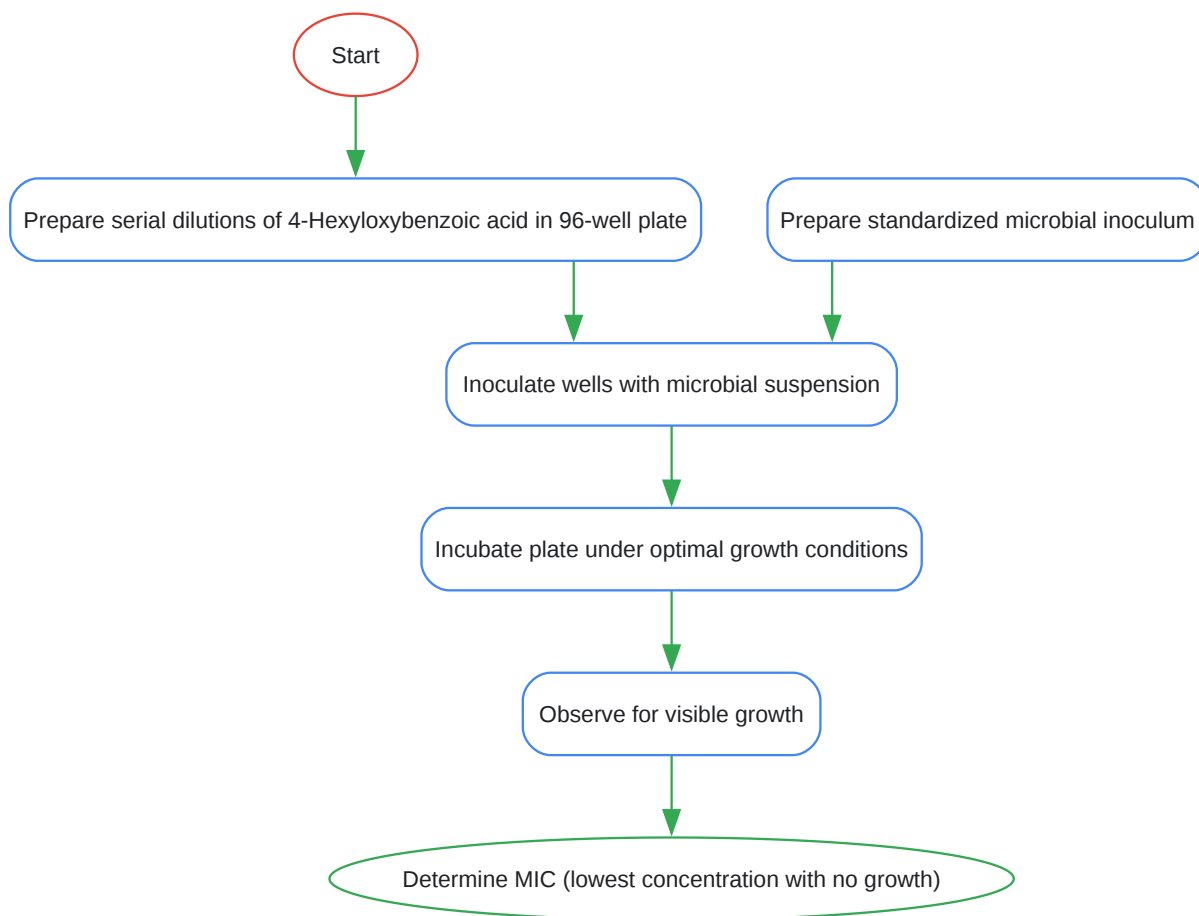 Start
Prepare serial dilutions of 4-Hexyloxybenzoic acid in 96-well plate
Prepare standardized microbial inoculum
Inoculate wells with microbial suspension
Incubate plate under optimal growth conditions
Observe for visible growth
Determine MIC (lowest concentration with no growth)